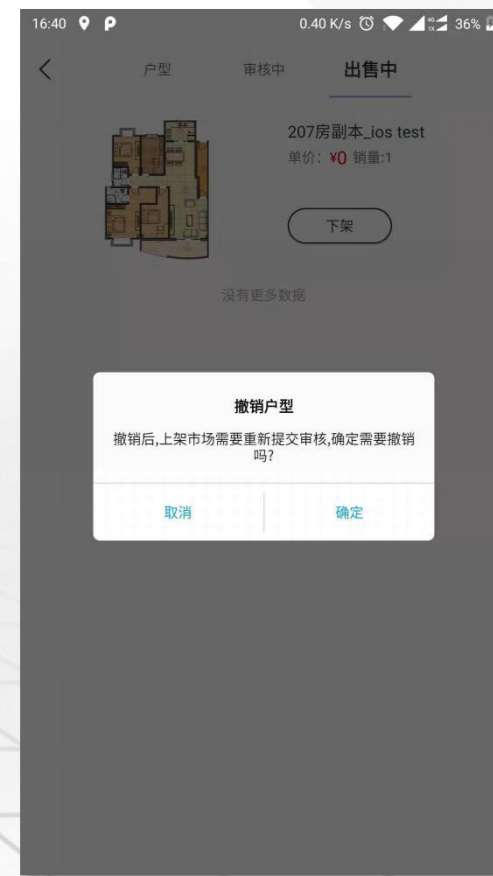 16:40 0.40 K/s 4G 1X 36%
户型 审核中 出售中
207房副本_ios test
单价：¥0 销量:1
下架
没有更多数据
撤销户型
撤销后,上架市场需要重新提交审核,确定需要撤销
吗?
取消 确定